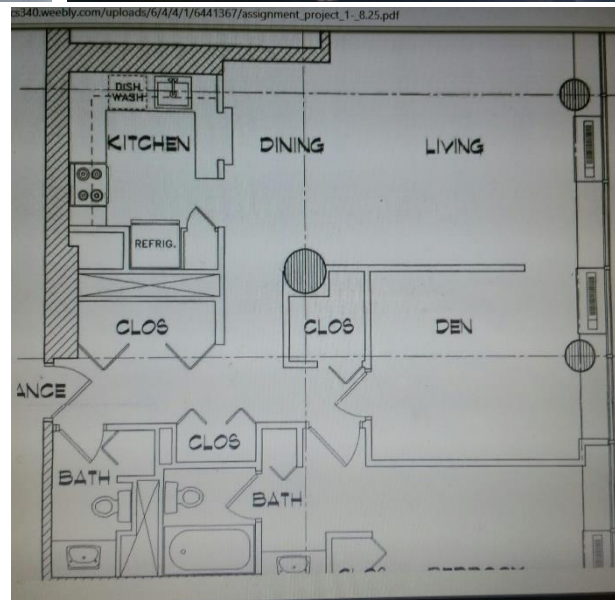 cs340.weebly.com/uploads/6/4/4/1/6441367/assignment_project_1-_8.25.pdf
DISH.
WASH
KITCHEN
DINING
LIVING
REFRIG.
CLOS
CLOS
DEN
ANCE
CLOS
BATH
BATH